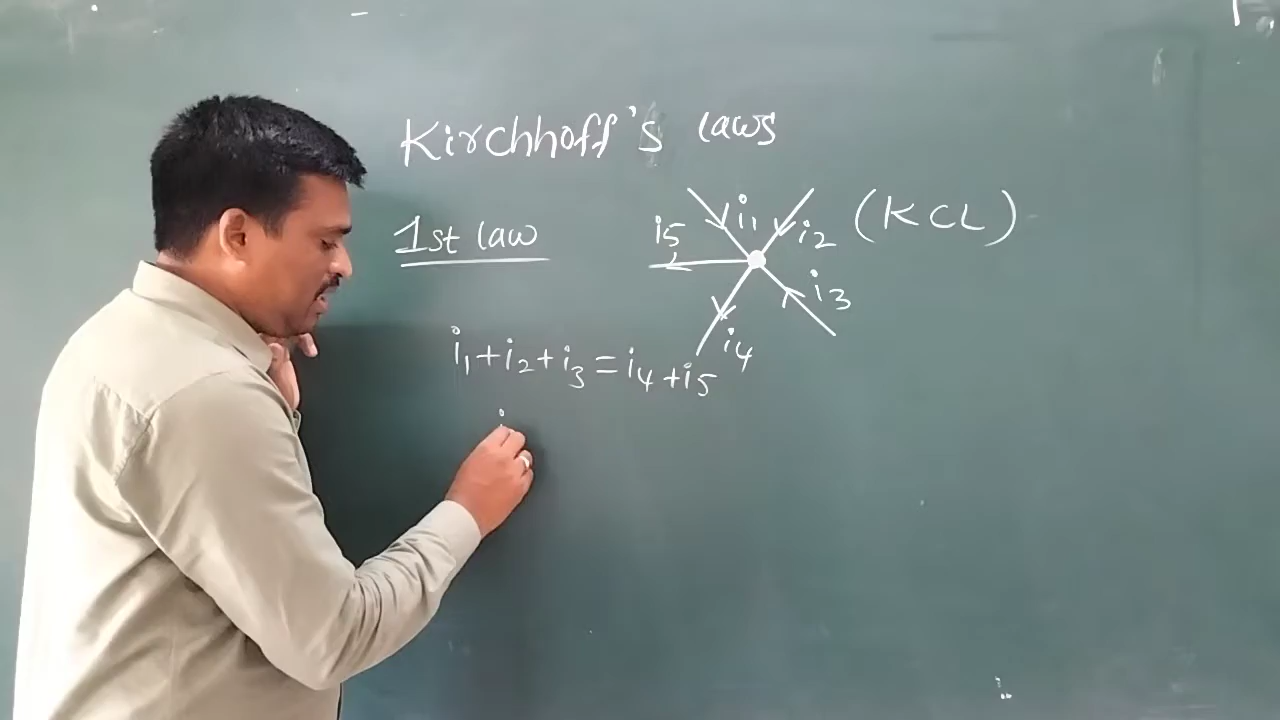 Kirchhoff's laws
1st law
i5 i1 i2 (KCL)
i3
i4
i1+i2+i3=i4+i5
i